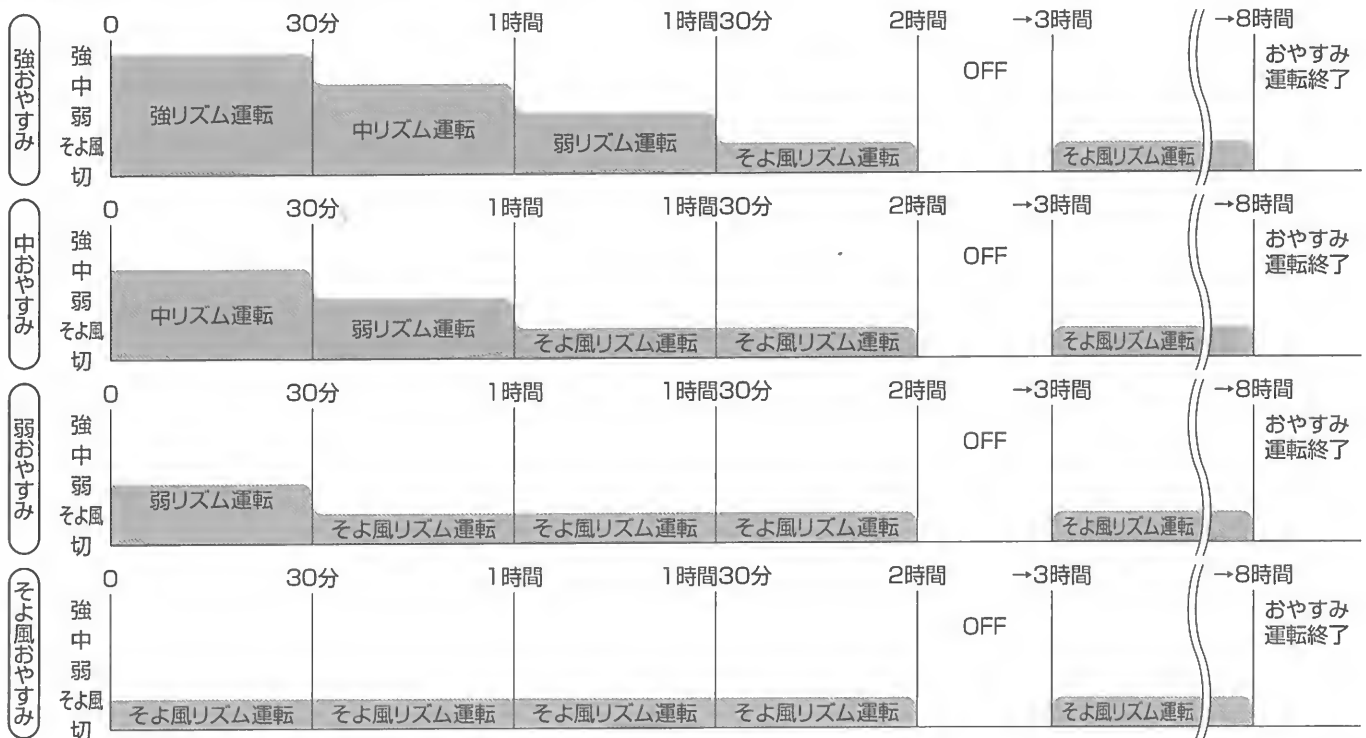 0 30分 1時間 1時間30分 2時間 →3時間 →8時間
強おやすみ
強
中
弱
そよ風
切
強リズム運転
中リズム運転
弱リズム運転
そよ風リズム運転
OFF
そよ風リズム運転
おやすみ
運転終了
0 30分 1時間 1時間30分 2時間 →3時間 →8時間
中おやすみ
強
中
弱
そよ風
切
中リズム運転
弱リズム運転
そよ風リズム運転
そよ風リズム運転
OFF
そよ風リズム運転
おやすみ
運転終了
0 30分 1時間 1時間30分 2時間 →3時間 →8時間
弱おやすみ
強
中
弱
そよ風
切
弱リズム運転
そよ風リズム運転
そよ風リズム運転
そよ風リズム運転
OFF
そよ風リズム運転
おやすみ
運転終了
0 30分 1時間 1時間30分 2時間 →3時間 →8時間
そよ風おやすみ
強
中
弱
そよ風
切
そよ風リズム運転
そよ風リズム運転
そよ風リズム運転
そよ風リズム運転
OFF
そよ風リズム運転
おやすみ
運転終了